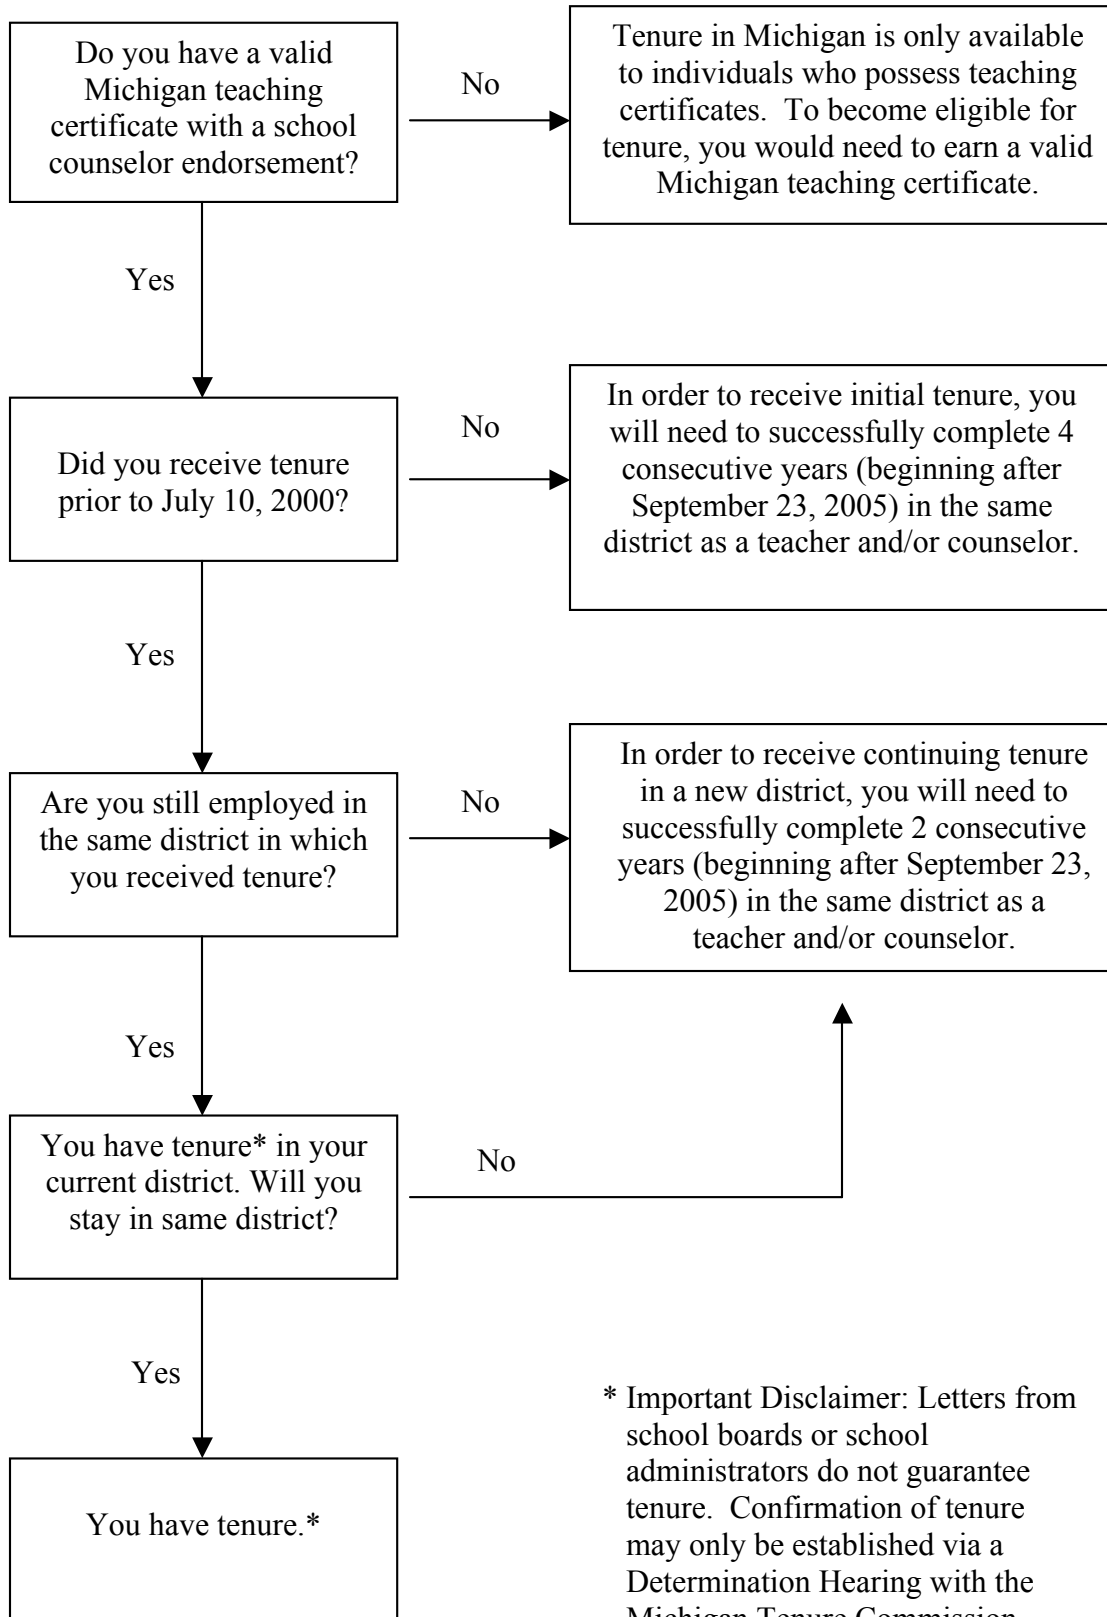 Do you have a valid
Michigan teaching
certificate with a school
counselor endorsement?
No
Tenure in Michigan is only available
to individuals who possess teaching
certificates.  To become eligible for
tenure, you would need to earn a valid
Michigan teaching certificate.
Yes
Did you receive tenure
prior to July 10, 2000?
No
In order to receive initial tenure, you
will need to successfully complete 4
consecutive years (beginning after
September 23, 2005) in the same
district as a teacher and/or counselor.
Yes
Are you still employed in
the same district in which
you received tenure?
No
In order to receive continuing tenure
in a new district, you will need to
successfully complete 2 consecutive
years (beginning after September 23,
2005) in the same district as a
teacher and/or counselor.
Yes
You have tenure* in your
current district. Will you
stay in same district?
No
Yes
You have tenure.*
* Important Disclaimer: Letters from
school boards or school
administrators do not guarantee
tenure.  Confirmation of tenure
may only be established via a
Determination Hearing with the
Michigan Tenure Commission